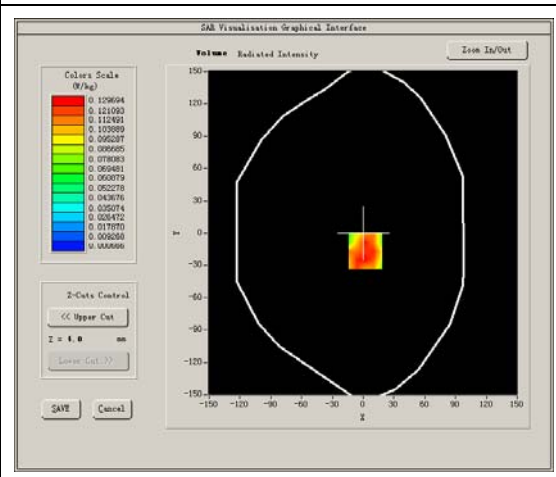 SAR Visualisation Graphical Interface
Volume Radiated Intensity
Zoom In/Out
Colors Scale
(W/kg)
0.129694
0.121093
0.112491
0.103889
0.095287
0.086685
0.078083
0.069481
0.060879
0.052278
0.043676
0.035074
0.026472
0.017870
0.009268
0.000666
Z-Cuts Control
<< Upper Cut
Z = 4.0 mm
Lower Cut >>
SAVE
Cancel
150
120
90
60
30
0
-30
-60
-90
-120
-150
Y
-150 -120 -90 -60 -30 0 30 60 90 120 150
X